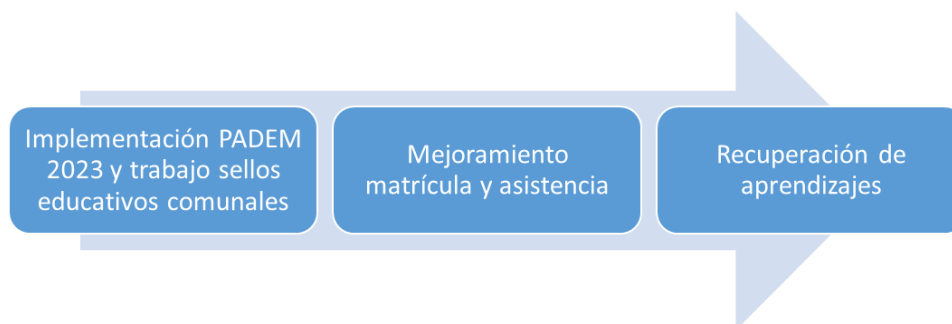 Implementación PADEM
2023 y trabajo sellos
educativos comunales
Mejoramiento
matrícula y asistencia
Recuperación de
aprendizajes